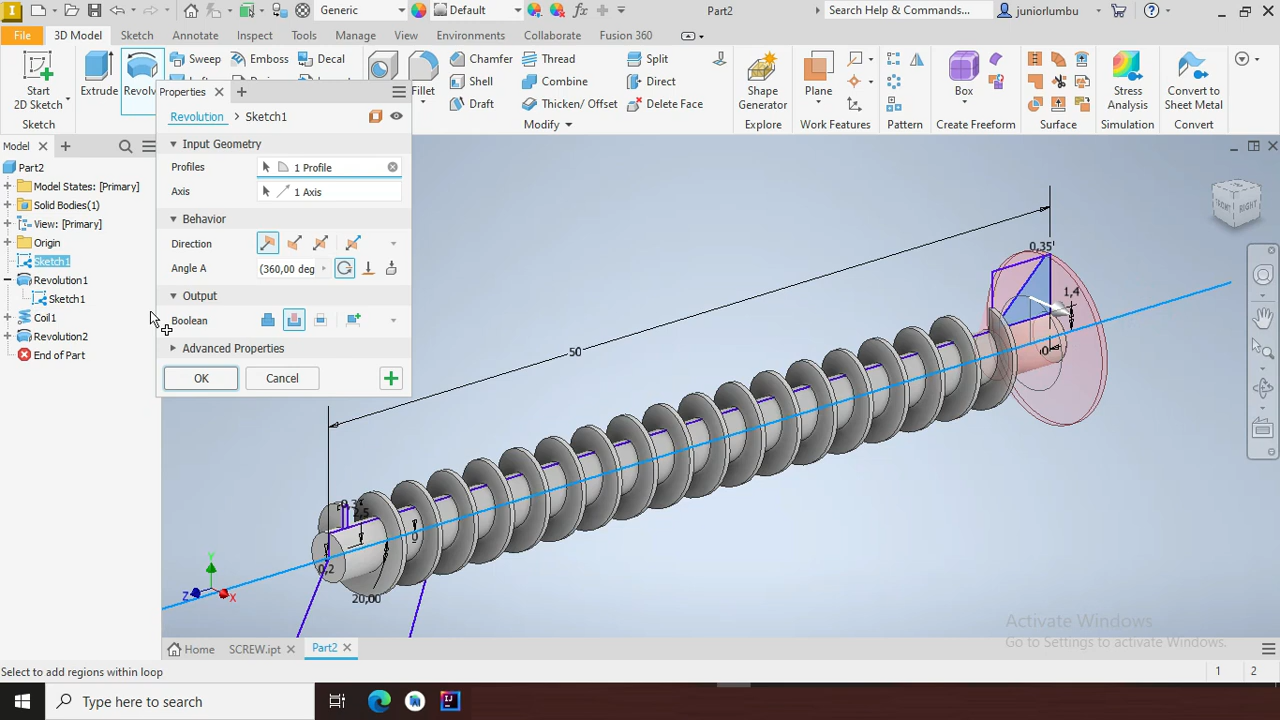 Generic
Default
Part2
Search Help & Commands...
juniorlumbu
File
3D Model
Sketch
Annotate
Inspect
Tools
Manage
View
Environments
Collaborate
Fusion 360
Start
2D Sketch
Extrude
Revolve
Sweep
Emboss
Decal
Fillet
Chamfer
Thread
Split
Shell
Combine
Direct
Draft
Thicken/ Offset
Delete Face
Shape
Generator
Plane
Box
Stress
Analysis
Convert to
Sheet Metal
Sketch
Modify
Explore
Work Features
Pattern
Create Freeform
Surface
Simulation
Convert
Model
Part2
Model States: [Primary]
Solid Bodies(1)
View: [Primary]
Origin
Sketch1
Revolution1
Sketch1
Coil1
Revolution2
End of Part
Properties
Revolution > Sketch1
Input Geometry
Profiles
1 Profile
Axis
1 Axis
Behavior
Direction
Angle A
(360,00 deg
Output
Boolean
Advanced Properties
OK
Cancel
FRONT
RIGHT
50
0,35
1,4
2,5
0,2
20,00
Activate Windows
Go to Settings to activate Windows.
Home
SCREW.ipt
Part2
Select to add regions within loop
1
2
Type here to search